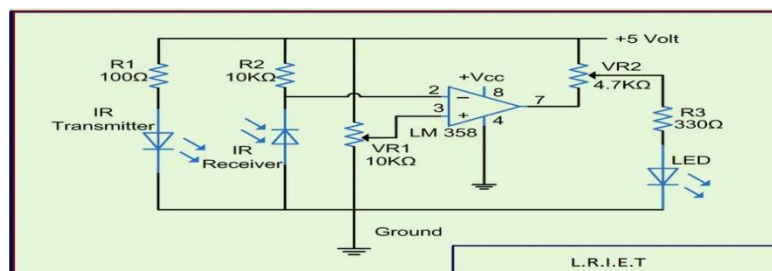 +5 Volt
R1
100Ω
R2
10KΩ
VR2
4.7KΩ
+Vcc
8
2
−
3
+
7
4
LM 358
IR
Transmitter
IR
Receiver
VR1
10KΩ
R3
330Ω
LED
Ground
L.R.I.E.T